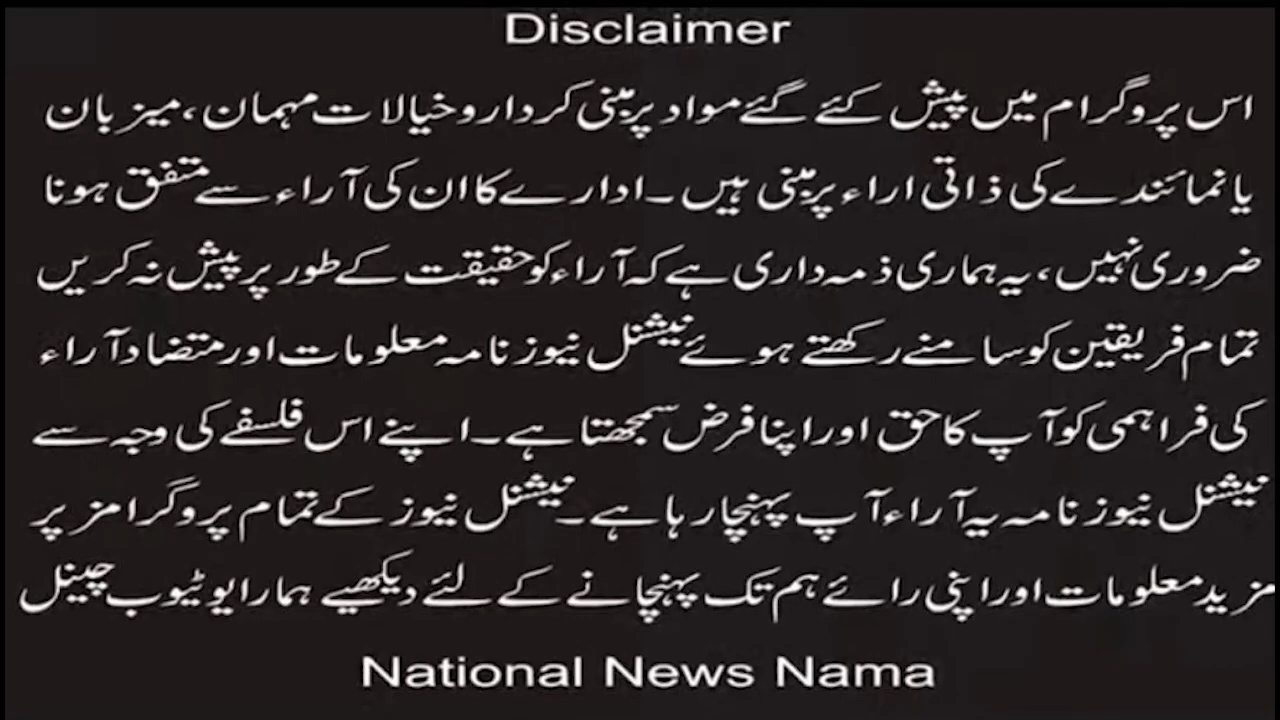 Disclaimer
اس پروگرام میں پیش کئے گئے مواد پر مبنی کردار و خیالات مہمان، میزبان
یا نمائندے کی ذاتی اراء پر مبنی ہیں۔ ادارے کا ان کی آراء سے متفق ہونا
ضروری نہیں، یہ ہماری ذمہ داری ہے کہ آراء کو حقیقت کے طور پر پیش نہ کریں
تمام فریقین کو سامنے رکھتے ہوئے نیشنل نیوز نامہ معلومات اور متضاد آراء
کی فراہمی کو آپ کا حق اور اپنا فرض سمجھتا ہے۔ اپنے اس فلسفے کی وجہ سے
نیشنل نیوز نامہ یہ آراء آپ پہنچا رہا ہے۔ نیشنل نیوز کے تمام پروگرامز پر
مزید معلومات اور اپنی رائے ہم تک پہنچانے کے لئے دیکھیے ہمارا یوٹیوب چینل
National News Nama